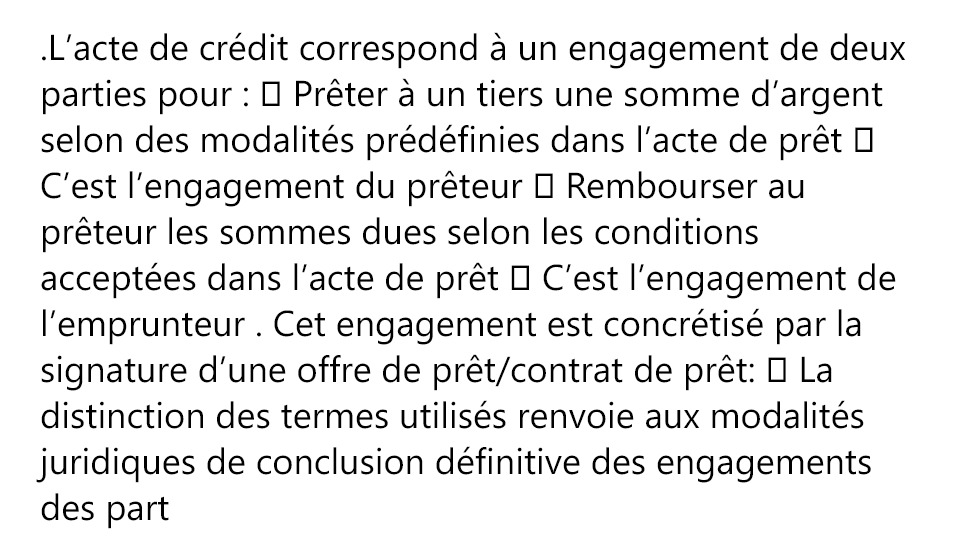 .L’acte de crédit correspond à un engagement de deux
parties pour : □ Prêter à un tiers une somme d’argent
selon des modalités prédéfinies dans l’acte de prêt □
C’est l’engagement du prêteur □ Rembourser au
prêteur les sommes dues selon les conditions
acceptées dans l’acte de prêt □ C’est l’engagement de
l’emprunteur . Cet engagement est concrétisé par la
signature d’une offre de prêt/contrat de prêt: □ La
distinction des termes utilisés renvoie aux modalités
juridiques de conclusion définitive des engagements
des part